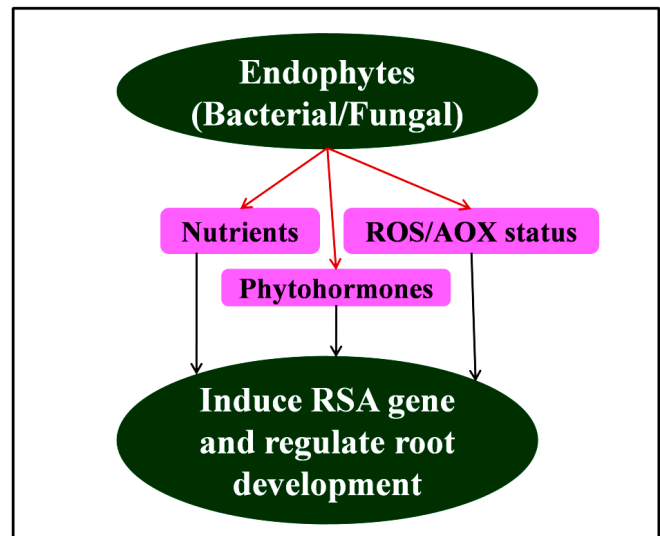 Endophytes
(Bacterial/Fungal)
Nutrients
ROS/AOX status
Phytohormones
Induce RSA gene
and regulate root
development